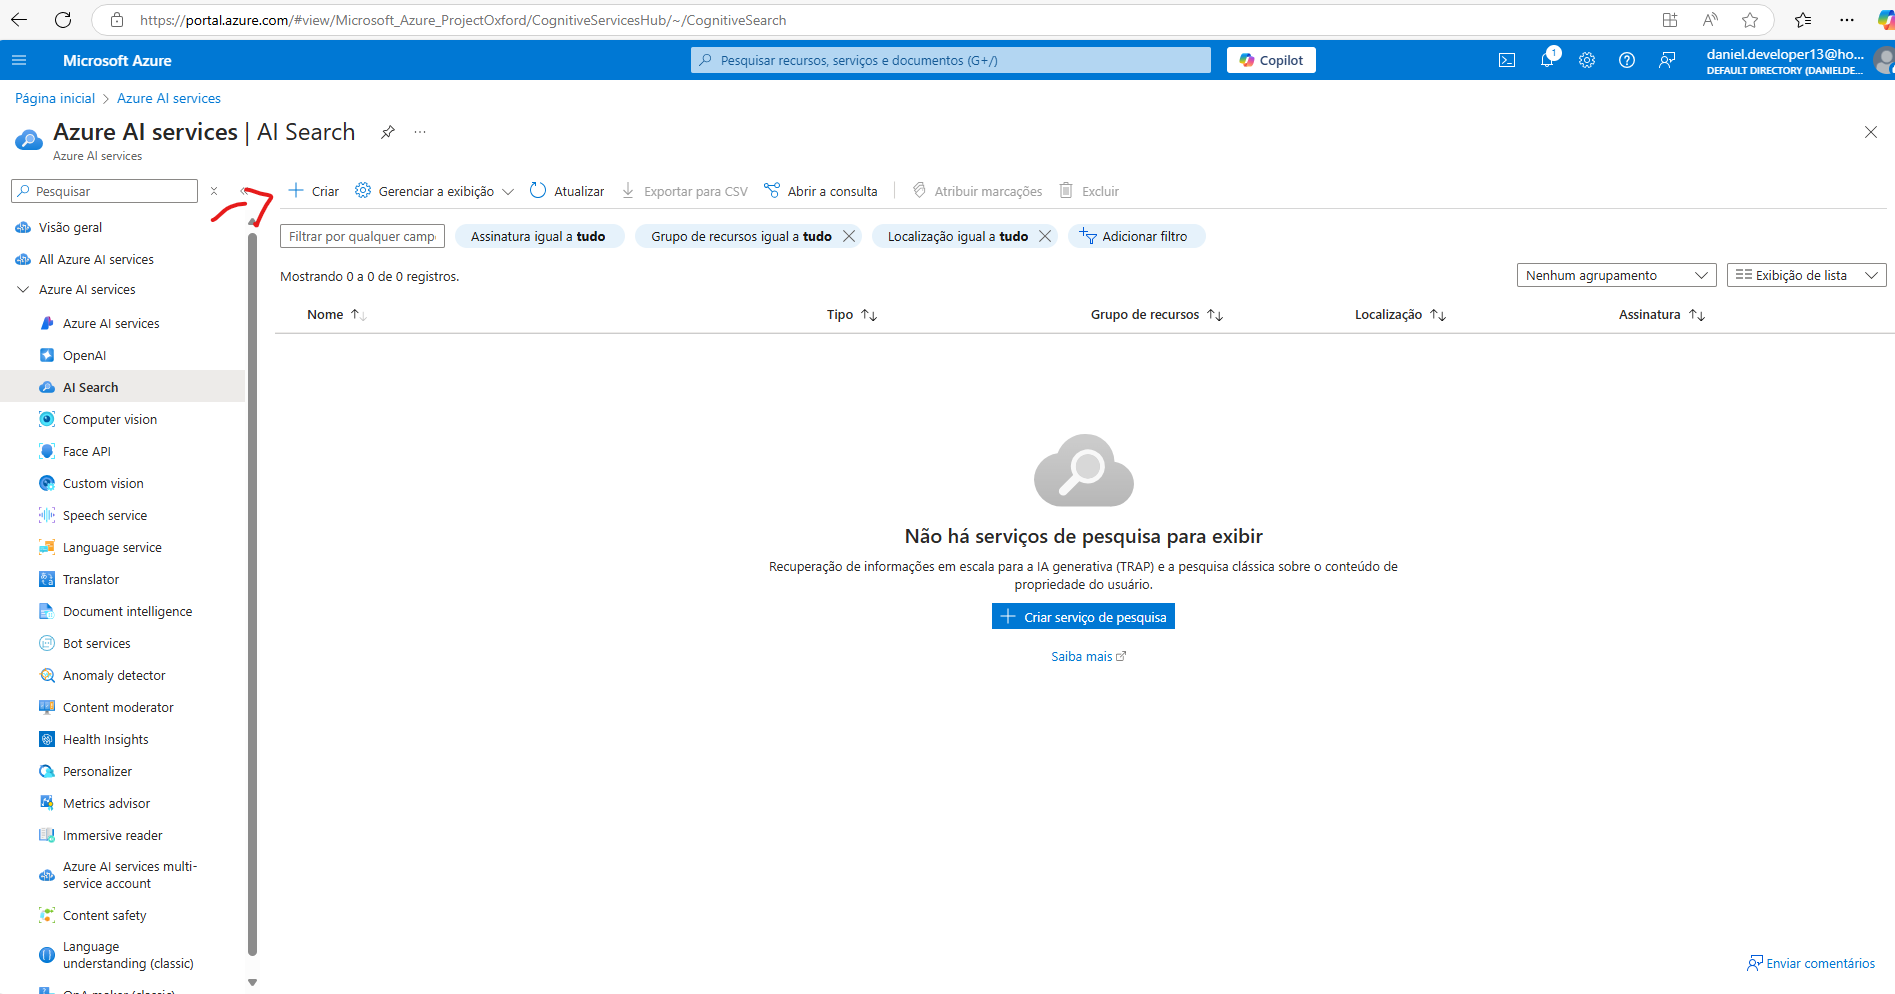 https://portal.azure.com/#view/Microsoft_Azure_ProjectOxford/CognitiveServicesHub/~/CognitiveSearch
Microsoft Azure
Pesquisar recursos, serviços e documentos (G+/)
Copilot
1
daniel.developer13@ho...
DEFAULT DIRECTORY (DANIELDE...
Página inicial > Azure AI services
Azure AI services | AI Search
Azure AI services
Pesquisar
Criar
Gerenciar a exibição
Atualizar
Exportar para CSV
Abrir a consulta
Atribuir marcações
Excluir
Visão geral
All Azure AI services
Azure AI services
Azure AI services
OpenAI
AI Search
Computer vision
Face API
Custom vision
Speech service
Language service
Translator
Document intelligence
Bot services
Anomaly detector
Content moderator
Health Insights
Personalizer
Metrics advisor
Immersive reader
Azure AI services multi-
service account
Content safety
Language
understanding (classic)
Filtrar por qualquer camp
Assinatura igual a tudo
Grupo de recursos igual a tudo
Localização igual a tudo
Adicionar filtro
Mostrando 0 a 0 de 0 registros.
Nenhum agrupamento
Exibição de lista
Nome
Tipo
Grupo de recursos
Localização
Assinatura
Não há serviços de pesquisa para exibir
Recuperação de informações em escala para a IA generativa (TRAP) e a pesquisa clássica sobre o conteúdo de
propriedade do usuário.
Criar serviço de pesquisa
Saiba mais
Enviar comentários